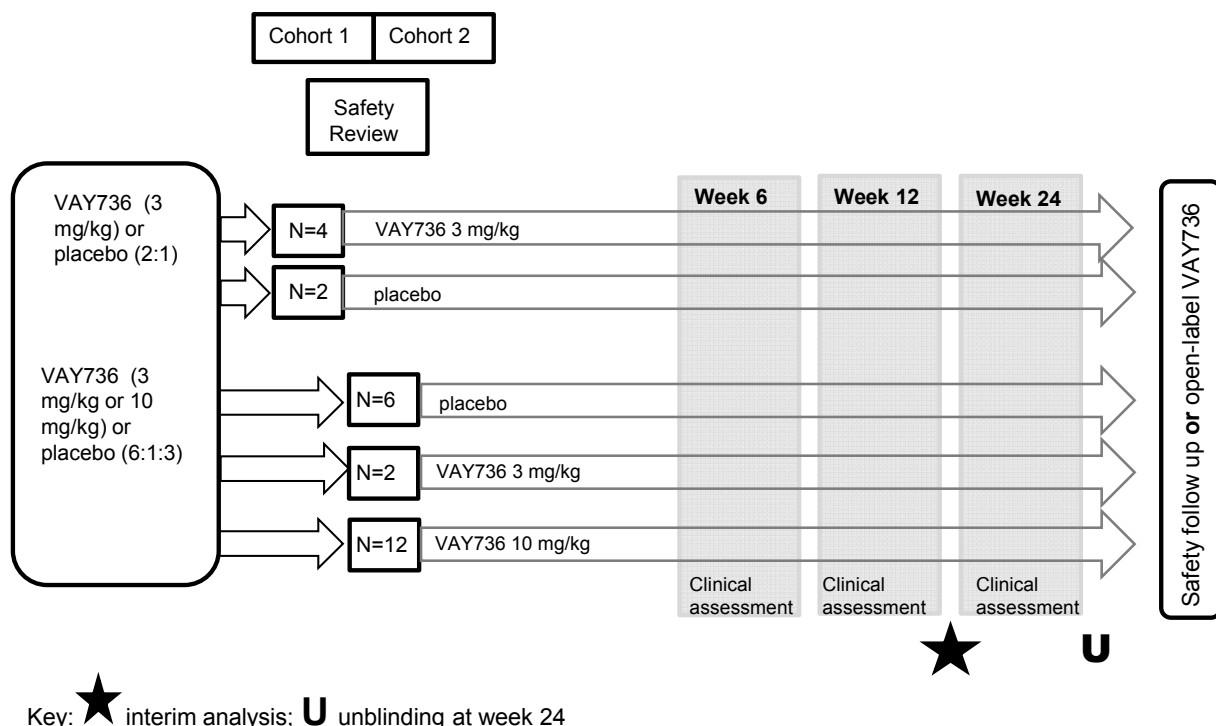 Cohort 1
Cohort 2
Safety
Review
VAY736 (3
mg/kg) or
placebo (2:1)
VAY736 (3
mg/kg or 10
mg/kg) or
placebo (6:1:3)
N=4
VAY736 3 mg/kg
N=2
placebo
N=6
placebo
N=2
VAY736 3 mg/kg
N=12
VAY736 10 mg/kg
Week 6
Week 12
Week 24
Clinical
assessment
Clinical
assessment
Clinical
assessment
Safety follow up or open-label VAY736
U
Key: ★ interim analysis; U unblinding at week 24